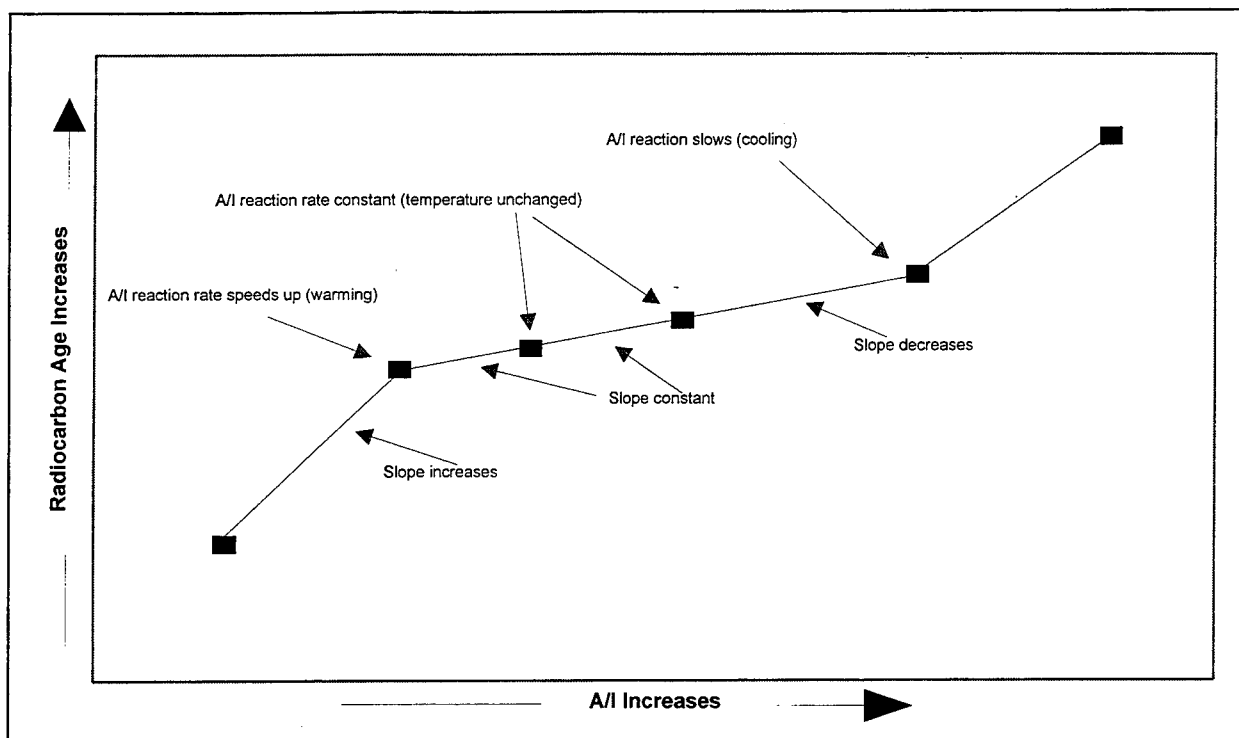 A/I reaction slows (cooling)
A/I reaction rate constant (temperature unchanged)
A/I reaction rate speeds up (warming)
Slope decreases
Slope constant
Slope increases
Radiocarbon Age Increases
A/I Increases